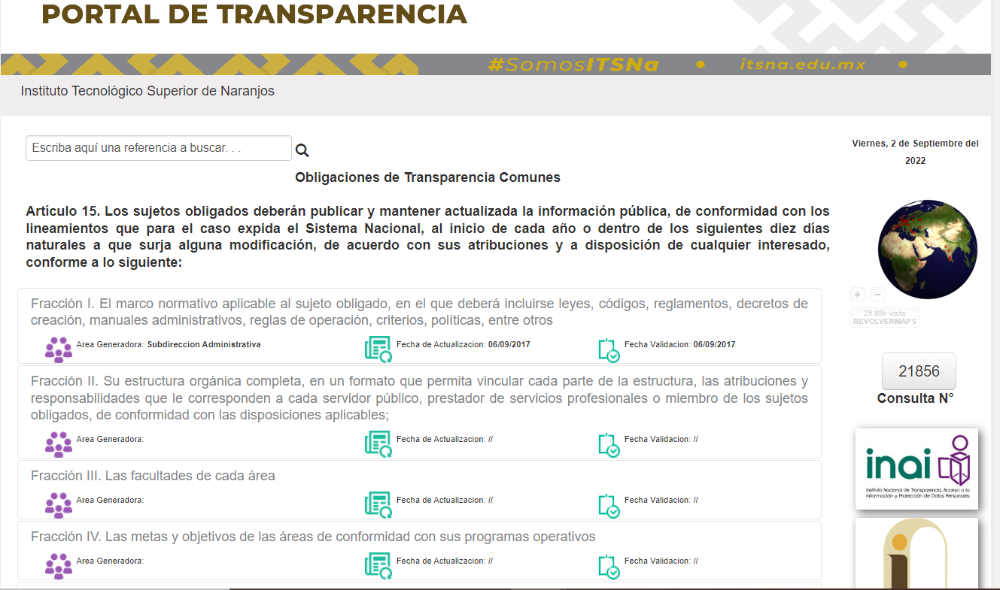 PORTAL DE TRANSPARENCIA
#SomosITSNa • itsna.edu.mx •
Instituto Tecnológico Superior de Naranjos
Escriba aquí una referencia a buscar. . .
Viernes, 2 de Septiembre del
2022
Obligaciones de Transparencia Comunes
Artículo 15. Los sujetos obligados deberán publicar y mantener actualizada la información pública, de conformidad con los
lineamientos que para el caso expida el Sistema Nacional, al inicio de cada año o dentro de los siguientes diez días
naturales a que surja alguna modificación, de acuerdo con sus atribuciones y a disposición de cualquier interesado,
conforme a lo siguiente:
Fracción I. El marco normativo aplicable al sujeto obligado, en el que deberá incluirse leyes, códigos, reglamentos, decretos de
creación, manuales administrativos, reglas de operación, criterios, políticas, entre otros
Area Generadora: Subdireccion Administrativa
Fecha de Actualizacion: 06/09/2017
Fecha Validacion: 06/09/2017
Fracción II. Su estructura orgánica completa, en un formato que permita vincular cada parte de la estructura, las atribuciones y
responsabilidades que le corresponden a cada servidor público, prestador de servicios profesionales o miembro de los sujetos
obligados, de conformidad con las disposiciones aplicables;
Area Generadora:
Fecha de Actualizacion: //
Fecha Validacion: //
Fracción III. Las facultades de cada área
Area Generadora:
Fecha de Actualizacion: //
Fecha Validacion: //
Fracción IV. Las metas y objetivos de las áreas de conformidad con sus programas operativos
Area Generadora:
Fecha de Actualizacion: //
Fecha Validacion: //
+ −
25.68k visits
REVOLVERMAPS
21856
Consulta N°
inai
Instituto Nacional de Transparencia, Acceso a la
Información y Protección de Datos Personales